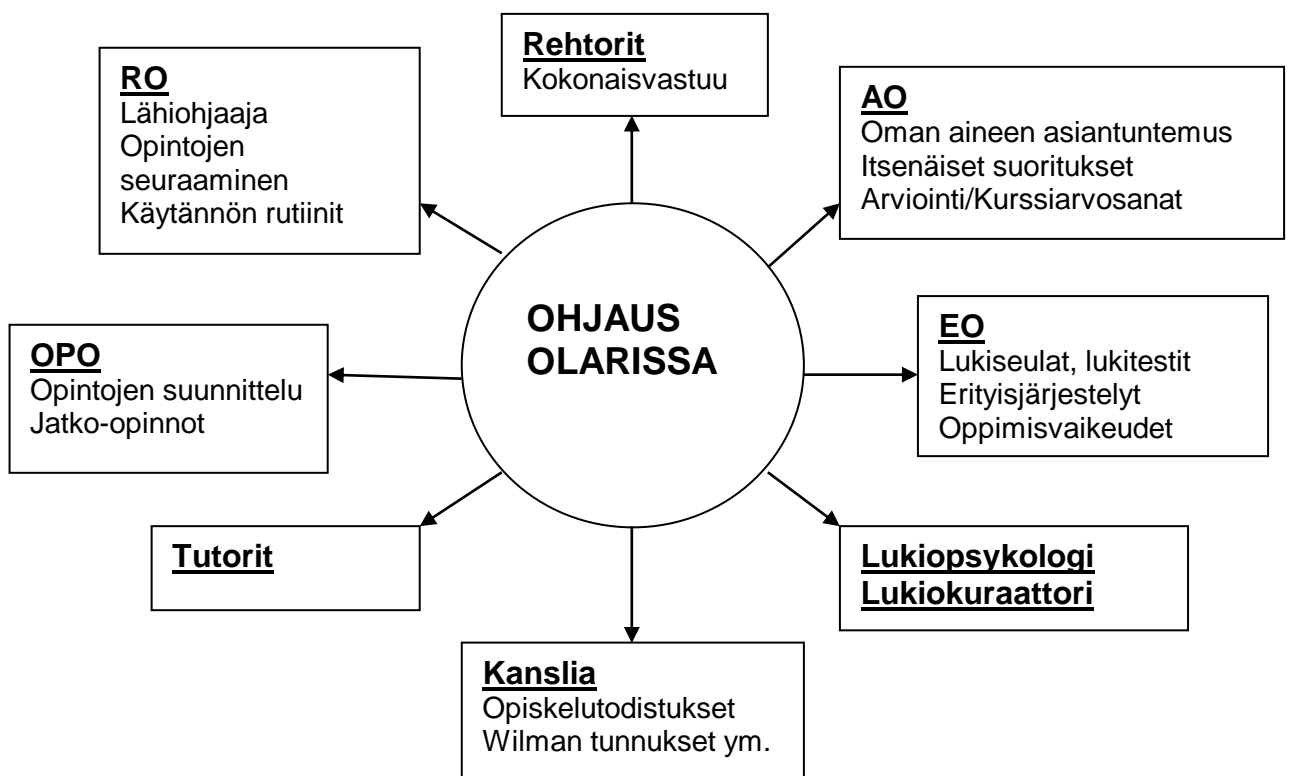 Rehtorit
Kokonaisvastuu
RO
Lähiohjaaja
Opintojen
seuraaminen
Käytännön rutiinit
AO
Oman aineen asiantuntemus
Itsenäiset suoritukset
Arviointi/Kurssiarvosanat
OHJAUS
OLARISSA
OPO
Opintojen suunnittelu
Jatko-opinnot
EO
Lukiseulat, lukitestit
Erityisjärjestelyt
Oppimisvaikeudet
Tutorit
Lukiopsykologi
Lukiokuraattori
Kanslia
Opiskelutodistukset
Wilman tunnukset ym.